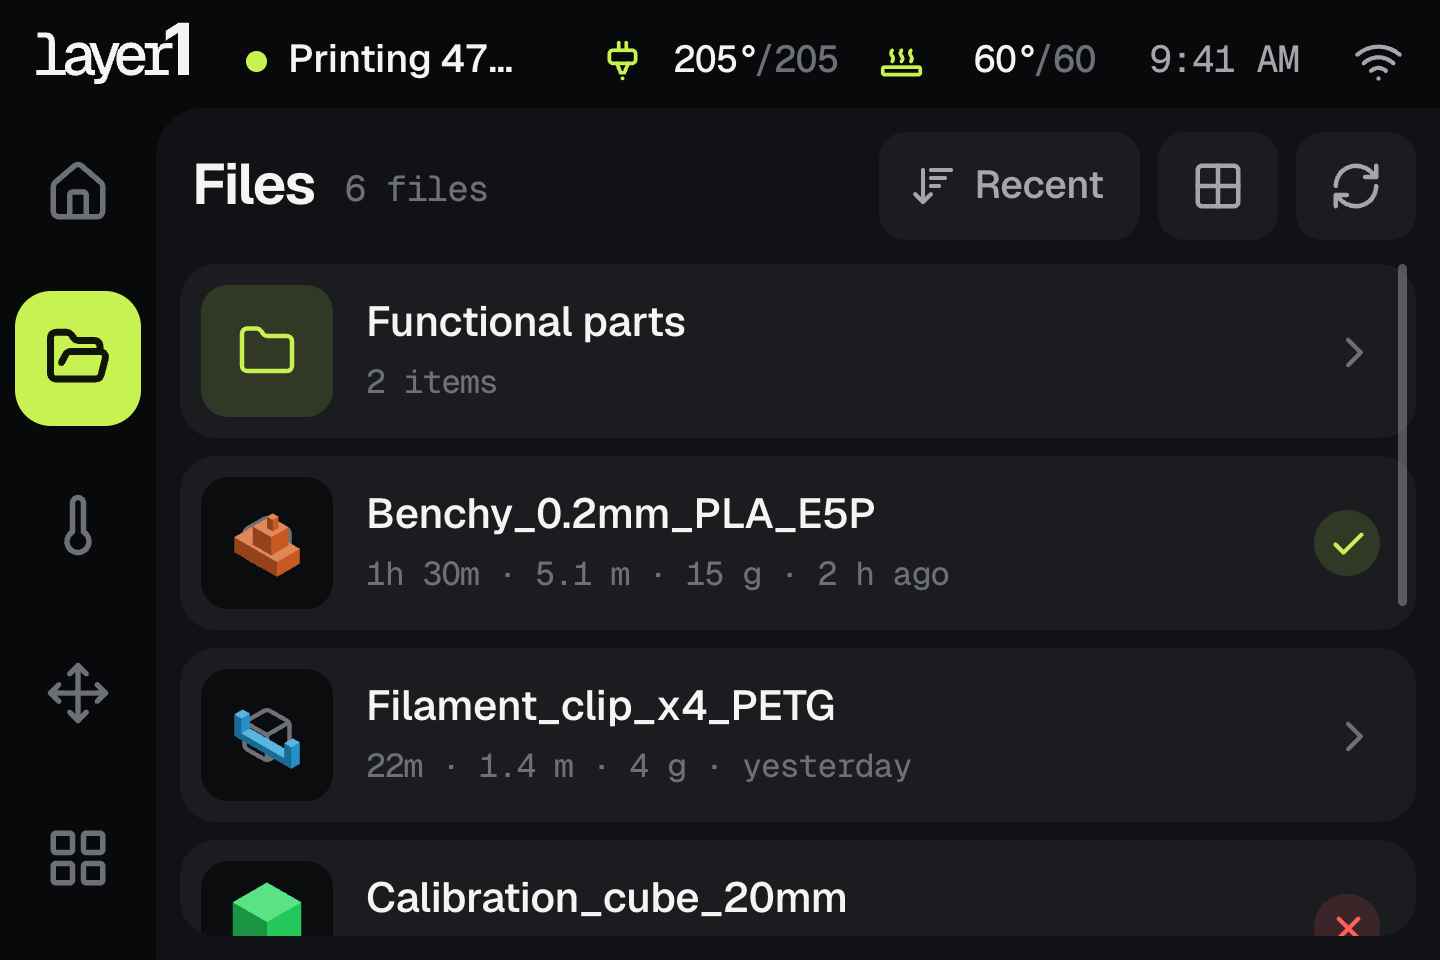 layer1
Printing 47...
205°/205
60°/60
9:41 AM
Files
6 files
Recent
Functional parts
2 items
Benchy_0.2mm_PLA_E5P
1h 30m · 5.1 m · 15 g · 2 h ago
Filament_clip_x4_PETG
22m · 1.4 m · 4 g · yesterday
Calibration_cube_20mm